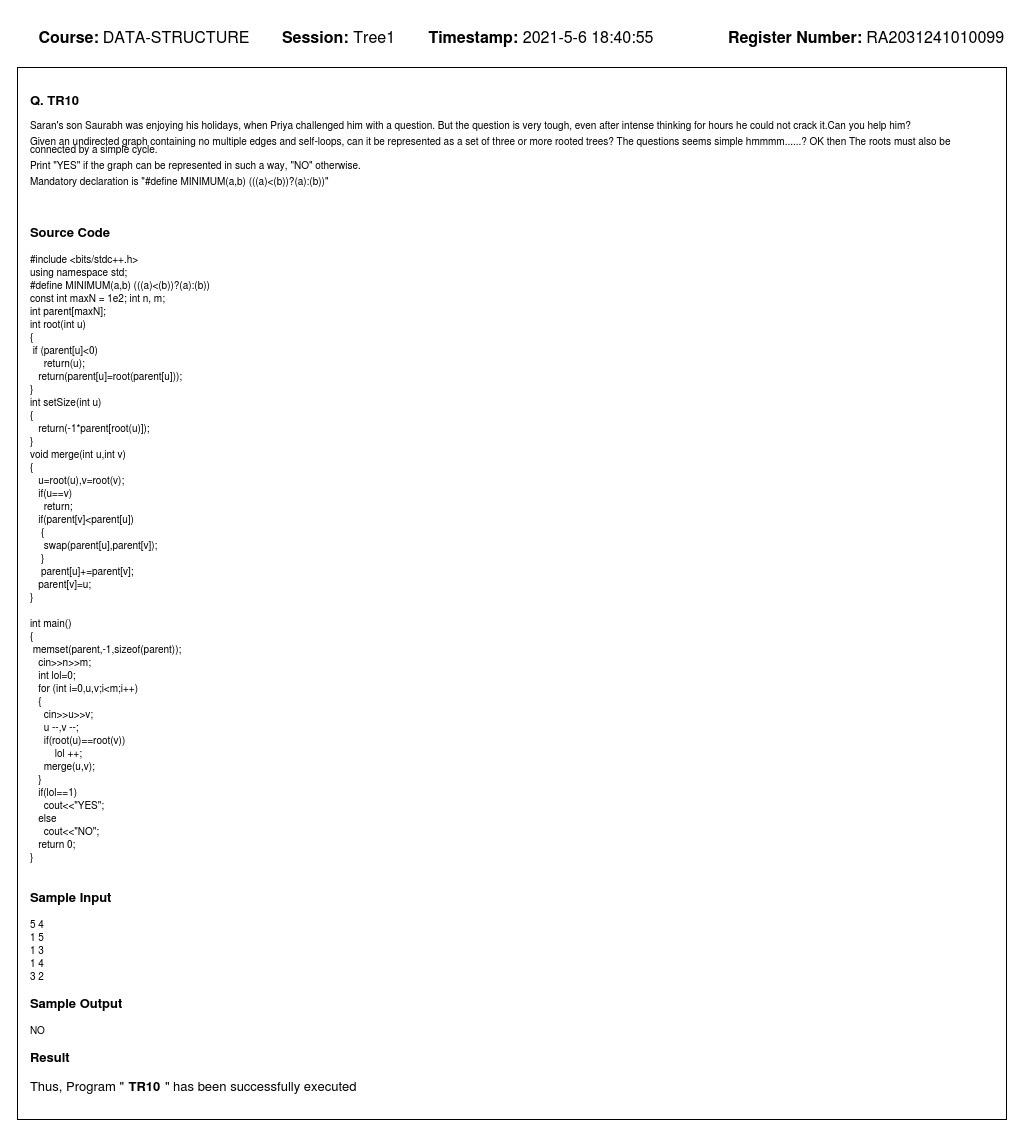 Course: DATA-STRUCTURE Session: Tree1 Timestamp: 2021-5-6 18:40:55 Register Number: RA2031241010099
Q. TR10
Saran's son Saurabh was enjoying his holidays, when Priya challenged him with a question. But the question is very tough, even after intense thinking for hours he could not crack it.Can you help him?
Given an undirected graph containing no multiple edges and self-loops, can it be represented as a set of three or more rooted trees? The questions seems simple hmmmm......? OK then The roots must also be
connected by a simple cycle.
Print "YES" if the graph can be represented in such a way, "NO" otherwise.
Mandatory declaration is "#define MINIMUM(a,b) (((a)<(b))?(a):(b))"
Source Code
#include <bits/stdc++.h>
using namespace std;
#define MINIMUM(a,b) (((a)<(b))?(a):(b))
const int maxN = 1e2; int n, m;
int parent[maxN];
int root(int u)
{
if (parent[u]<0)
return(u);
return(parent[u]=root(parent[u]));
}
int setSize(int u)
{
return(-1*parent[root(u)]);
}
void merge(int u,int v)
{
u=root(u),v=root(v);
if(u==v)
return;
if(parent[v]<parent[u])
{
swap(parent[u],parent[v]);
}
parent[u]+=parent[v];
parent[v]=u;
}
int main()
{
memset(parent,-1,sizeof(parent));
cin>>n>>m;
int lol=0;
for (int i=0,u,v;i<m;i++)
{
cin>>u>>v;
u --,v --;
if(root(u)==root(v))
lol ++;
merge(u,v);
}
if(lol==1)
cout<<"YES";
else
cout<<"NO";
return 0;
}
Sample Input
5 4
1 5
1 3
1 4
3 2
Sample Output
NO
Result
Thus, Program " TR10 " has been successfully executed